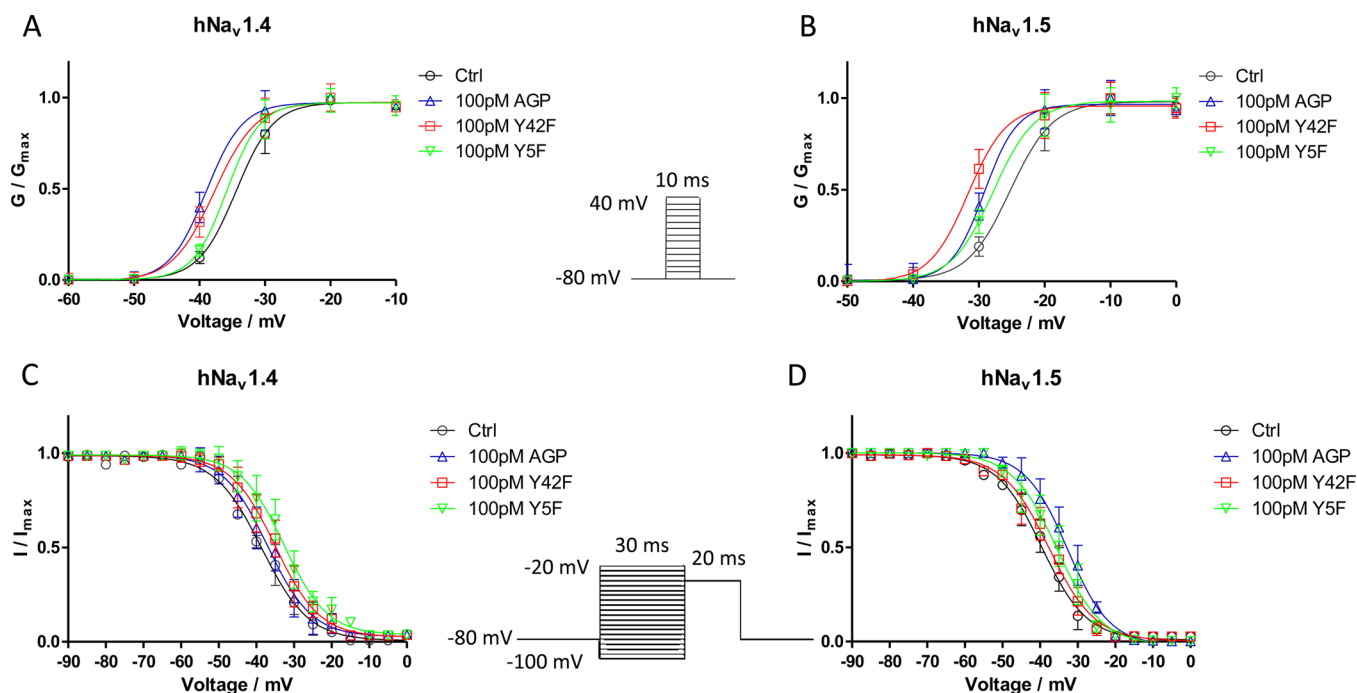 A
hNav1.4
G / Gmax
1.0
0.5
0.0
-60
-50
-40
-30
-20
-10
Voltage / mV
Ctrl
100pM AGP
100pM Y42F
100pM Y5F
10 ms
40 mV
-80 mV
B
hNav1.5
G / Gmax
1.0
0.5
0.0
-50
-40
-30
-20
-10
0
Voltage / mV
Ctrl
100pM AGP
100pM Y42F
100pM Y5F
C
hNav1.4
I / Imax
1.0
0.5
0.0
-90
-80
-70
-60
-50
-40
-30
-20
-10
0
Voltage / mV
Ctrl
100pM AGP
100pM Y42F
100pM Y5F
30 ms
20 ms
-20 mV
-80 mV
-100 mV
D
hNav1.5
I / Imax
1.0
0.5
0.0
-90
-80
-70
-60
-50
-40
-30
-20
-10
0
Voltage / mV
Ctrl
100pM AGP
100pM Y42F
100pM Y5F